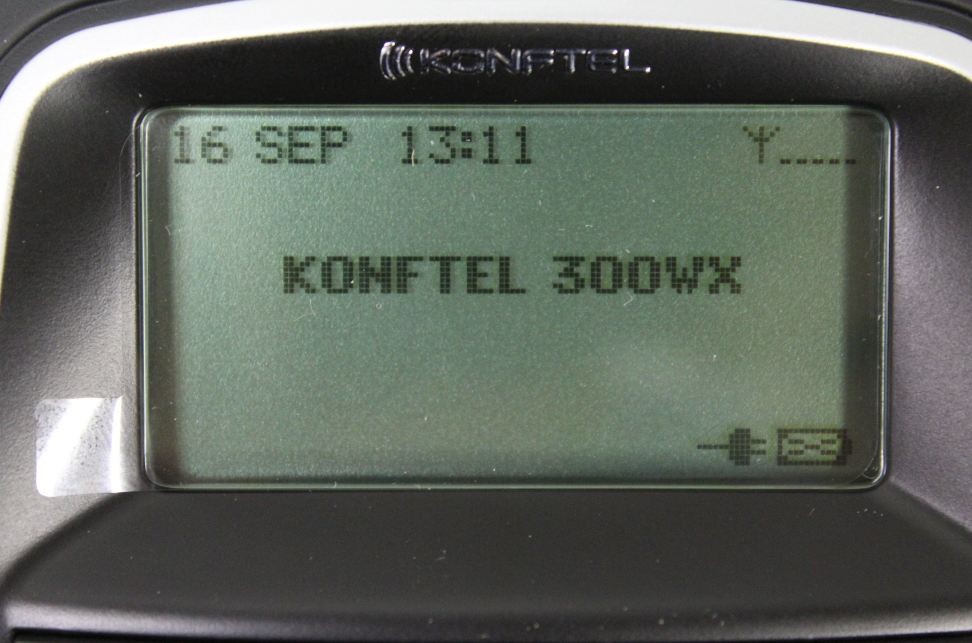 KONFTEL
16 SEP 13:11
KONFTEL 300WX